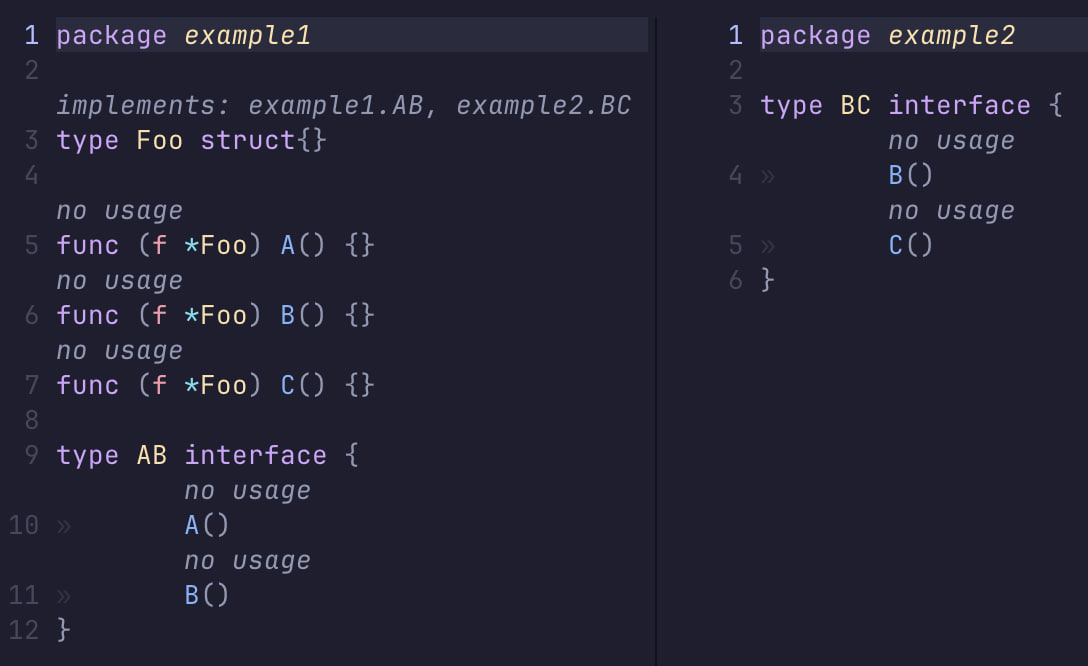 1 package example1
2
implements: example1.AB, example2.BC
3 type Foo struct{}
4
no usage
5 func (f *Foo) A() {}
no usage
6 func (f *Foo) B() {}
no usage
7 func (f *Foo) C() {}
8
9 type AB interface {
no usage
10 » A()
no usage
11 » B()
12 }
1 package example2
2
3 type BC interface {
no usage
4 » B()
no usage
5 » C()
6 }